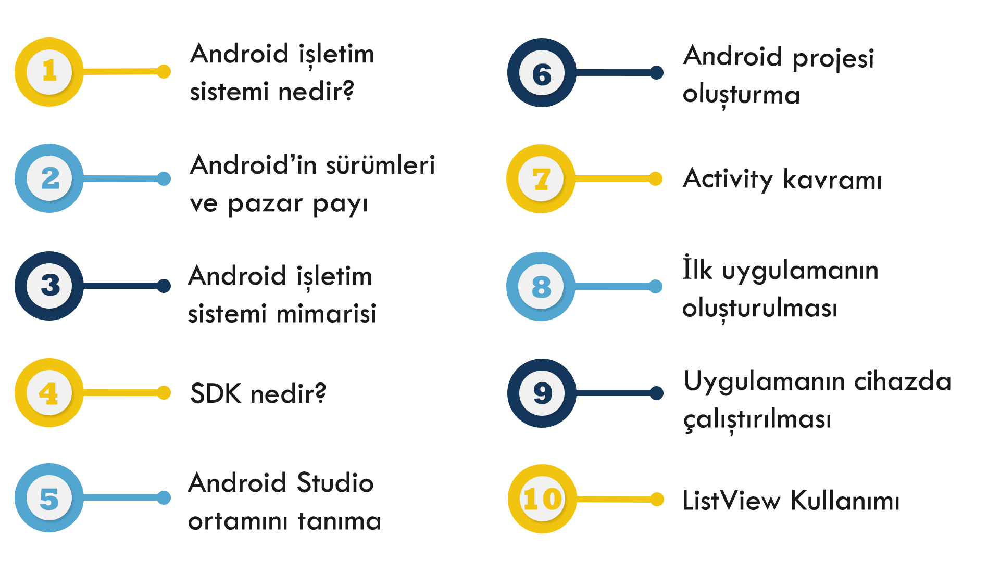 1
Android işletim
sistemi nedir?
2
Android’in sürümleri
ve pazar payı
3
Android işletim
sistemi mimarisi
4
SDK nedir?
5
Android Studio
ortamını tanıma
6
Android projesi
oluşturma
7
Activity kavramı
8
İlk uygulamanın
oluşturulması
9
Uygulamanın cihazda
çalıştırılması
10
ListView Kullanımı